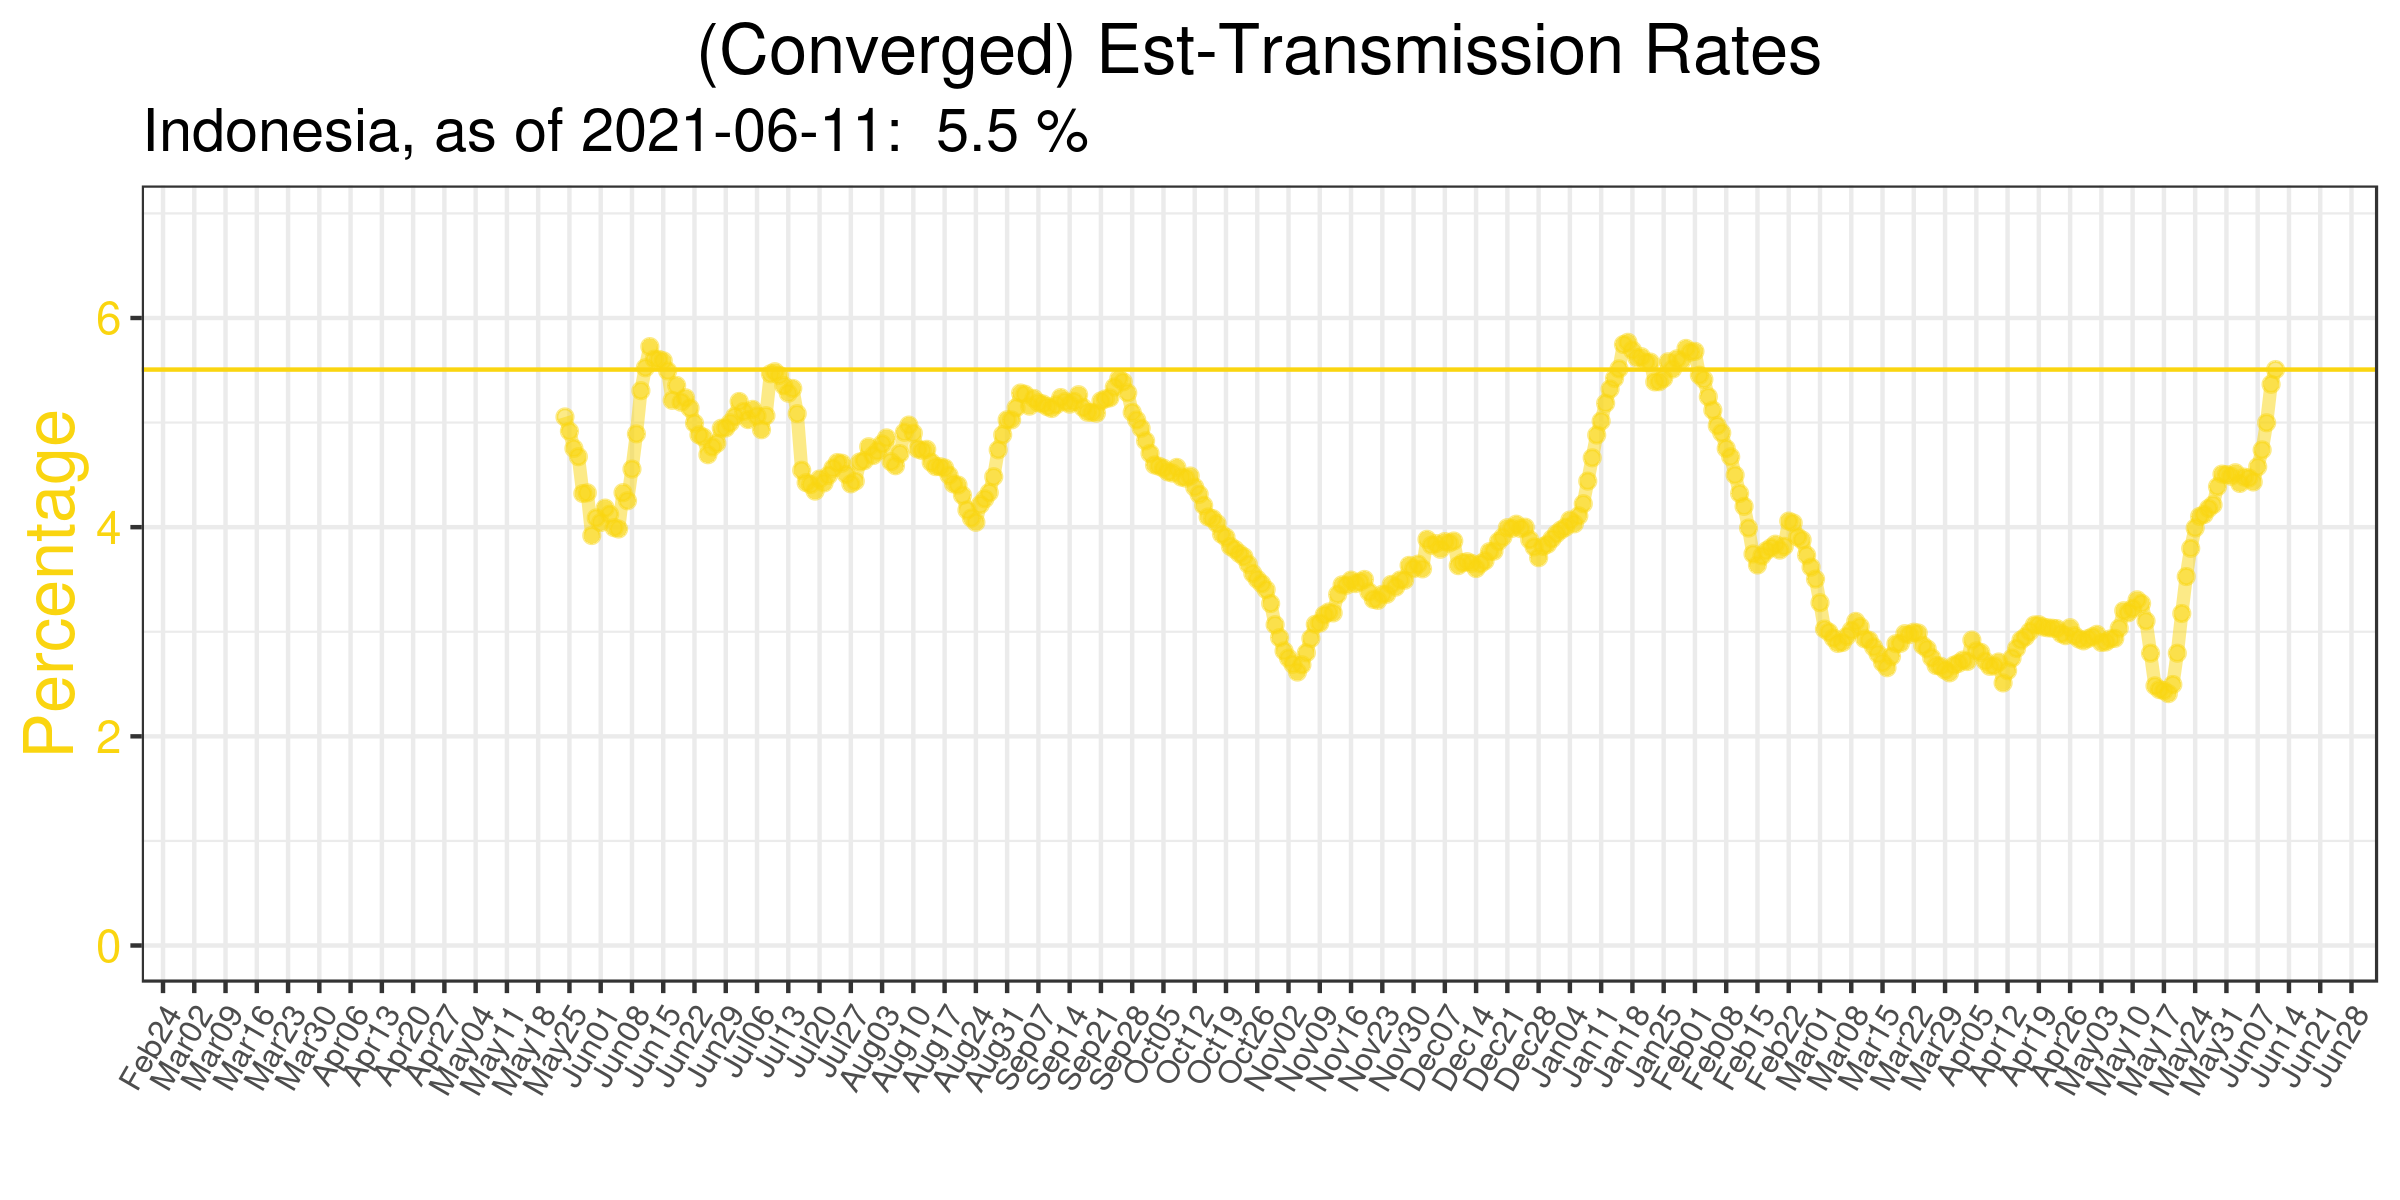 (Converged) Est-Transmission Rates
Indonesia, as of 2021-06-11:  5.5 %
Percentage
6
4
2
0
Feb24
Mar02
Mar09
Mar16
Mar23
Mar30
Apr06
Apr13
Apr20
Apr27
May04
May11
May18
May25
Jun01
Jun08
Jun15
Jun22
Jun29
Jul06
Jul13
Jul20
Jul27
Aug03
Aug10
Aug17
Aug24
Aug31
Sep07
Sep14
Sep21
Sep28
Oct05
Oct12
Oct19
Oct26
Nov02
Nov09
Nov16
Nov23
Nov30
Dec07
Dec14
Dec21
Dec28
Jan04
Jan11
Jan18
Jan25
Feb01
Feb08
Feb15
Feb22
Mar01
Mar08
Mar15
Mar22
Mar29
Apr05
Apr12
Apr19
Apr26
May03
May10
May17
May24
May31
Jun07
Jun14
Jun21
Jun28